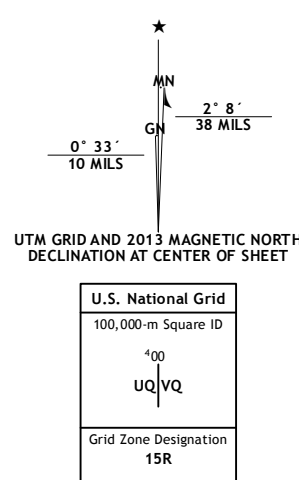 ★
MN
2° 8´
38 MILS
GN
0° 33´
10 MILS
UTM GRID AND 2013 MAGNETIC NORTH
DECLINATION AT CENTER OF SHEET
U.S. National Grid
100,000-m Square ID
⁴00
UQ VQ
Grid Zone Designation
15R